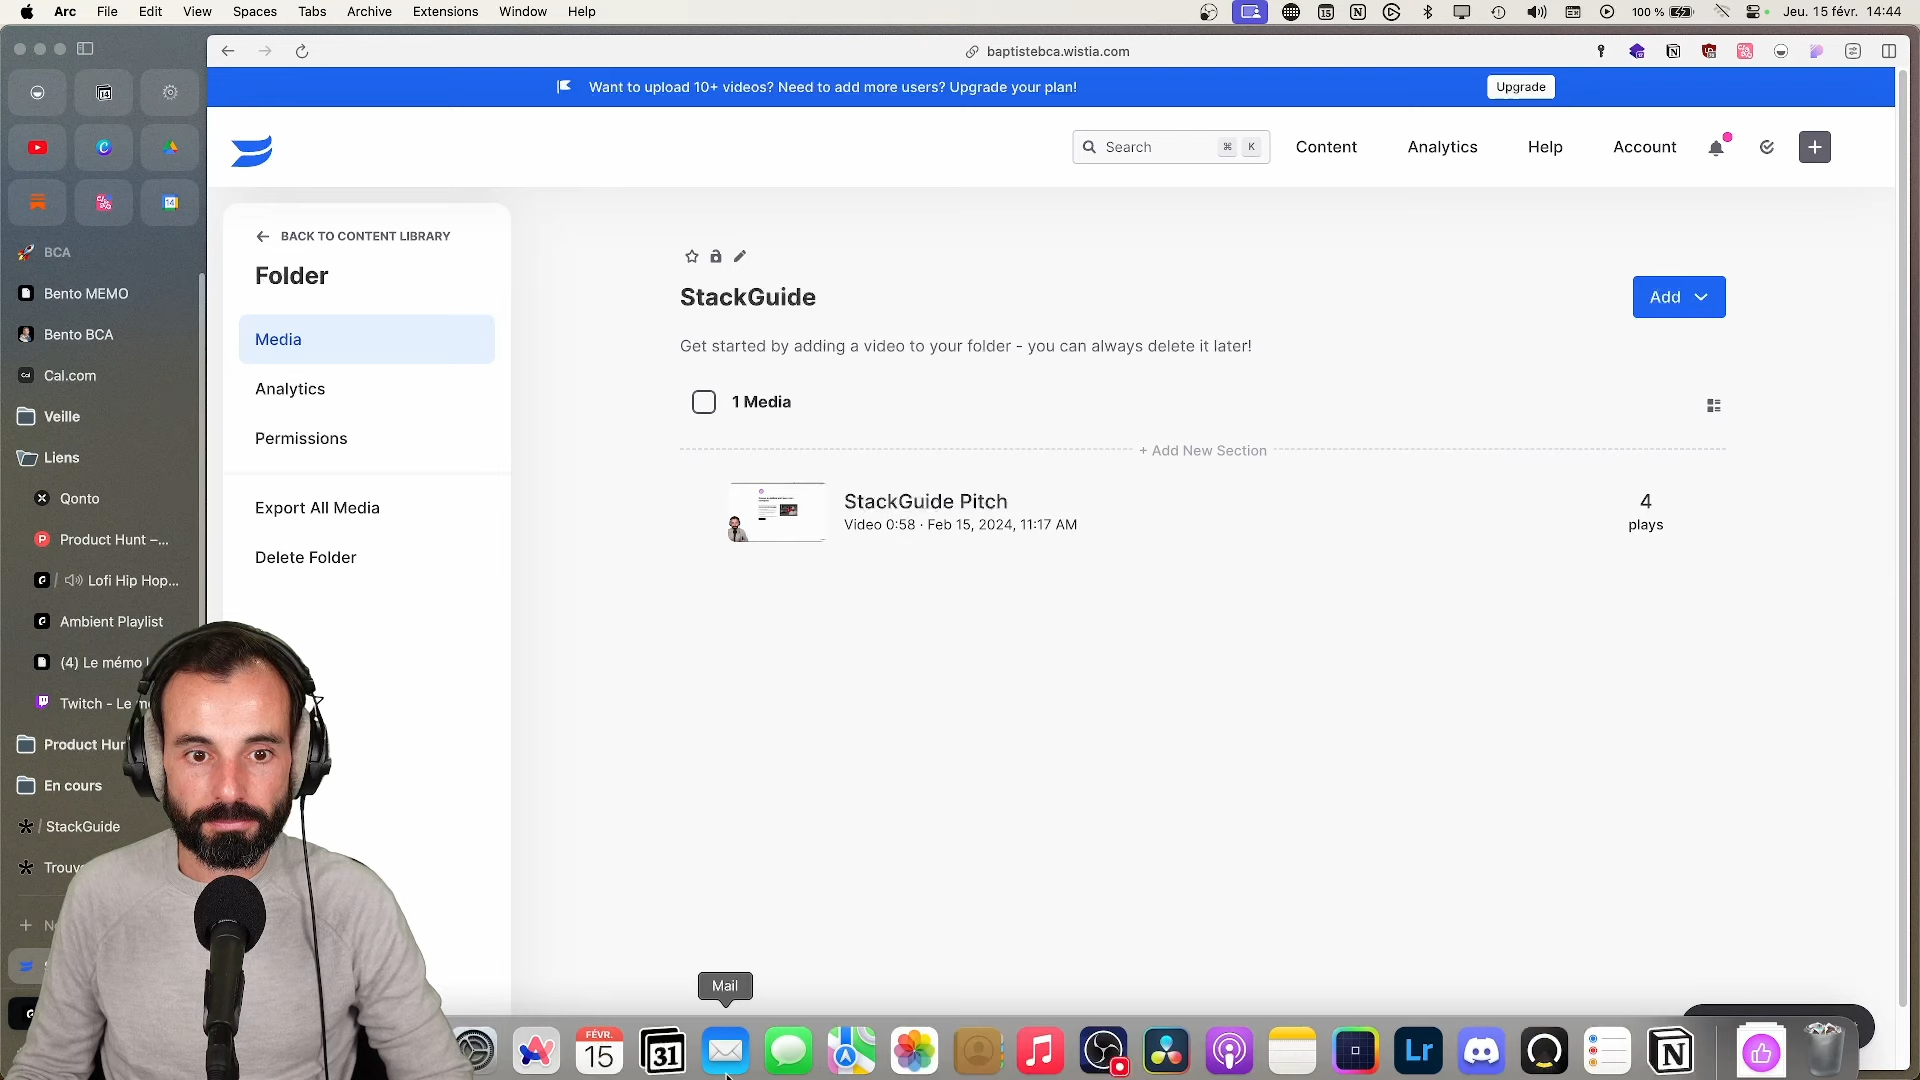 Arc File Edit View Spaces Tabs Archive Extensions Window Help
15
100 %
Jeu. 15 févr. 14:44
baptistebca.wistia.com
Want to upload 10+ videos? Need to add more users? Upgrade your plan!
Upgrade
Search ⌘ K
Content
Analytics
Help
Account
14
14
BCA
Bento MEMO
Bento BCA
Cal.com
Veille
Liens
Qonto
Product Hunt –...
/ Lofi Hip Hop...
Ambient Playlist
(4) Le mémo
Twitch - Le
Product Hun
En cours
/ StackGuide
Trouv
BACK TO CONTENT LIBRARY
Folder
Media
Analytics
Permissions
Export All Media
Delete Folder
StackGuide
Add
Get started by adding a video to your folder - you can always delete it later!
1 Media
+ Add New Section
StackGuide Pitch
Video 0:58 · Feb 15, 2024, 11:17 AM
4
plays
Mail
FÉVR.
15
31
Lr